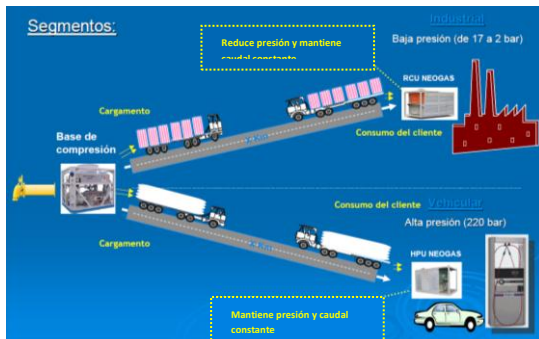 Segmentos:
Industrial
Reduce presión y mantiene
caudal constante
Baja presión (de 17 a 2 bar)
RCU NEOGAS
Cargamento
Base de
compresión
Consumo del cliente
Consumo del cliente
Vehicular
Alta presión (220 bar)
Cargamento
HPU NEOGAS
Mantiene presión y caudal
constante